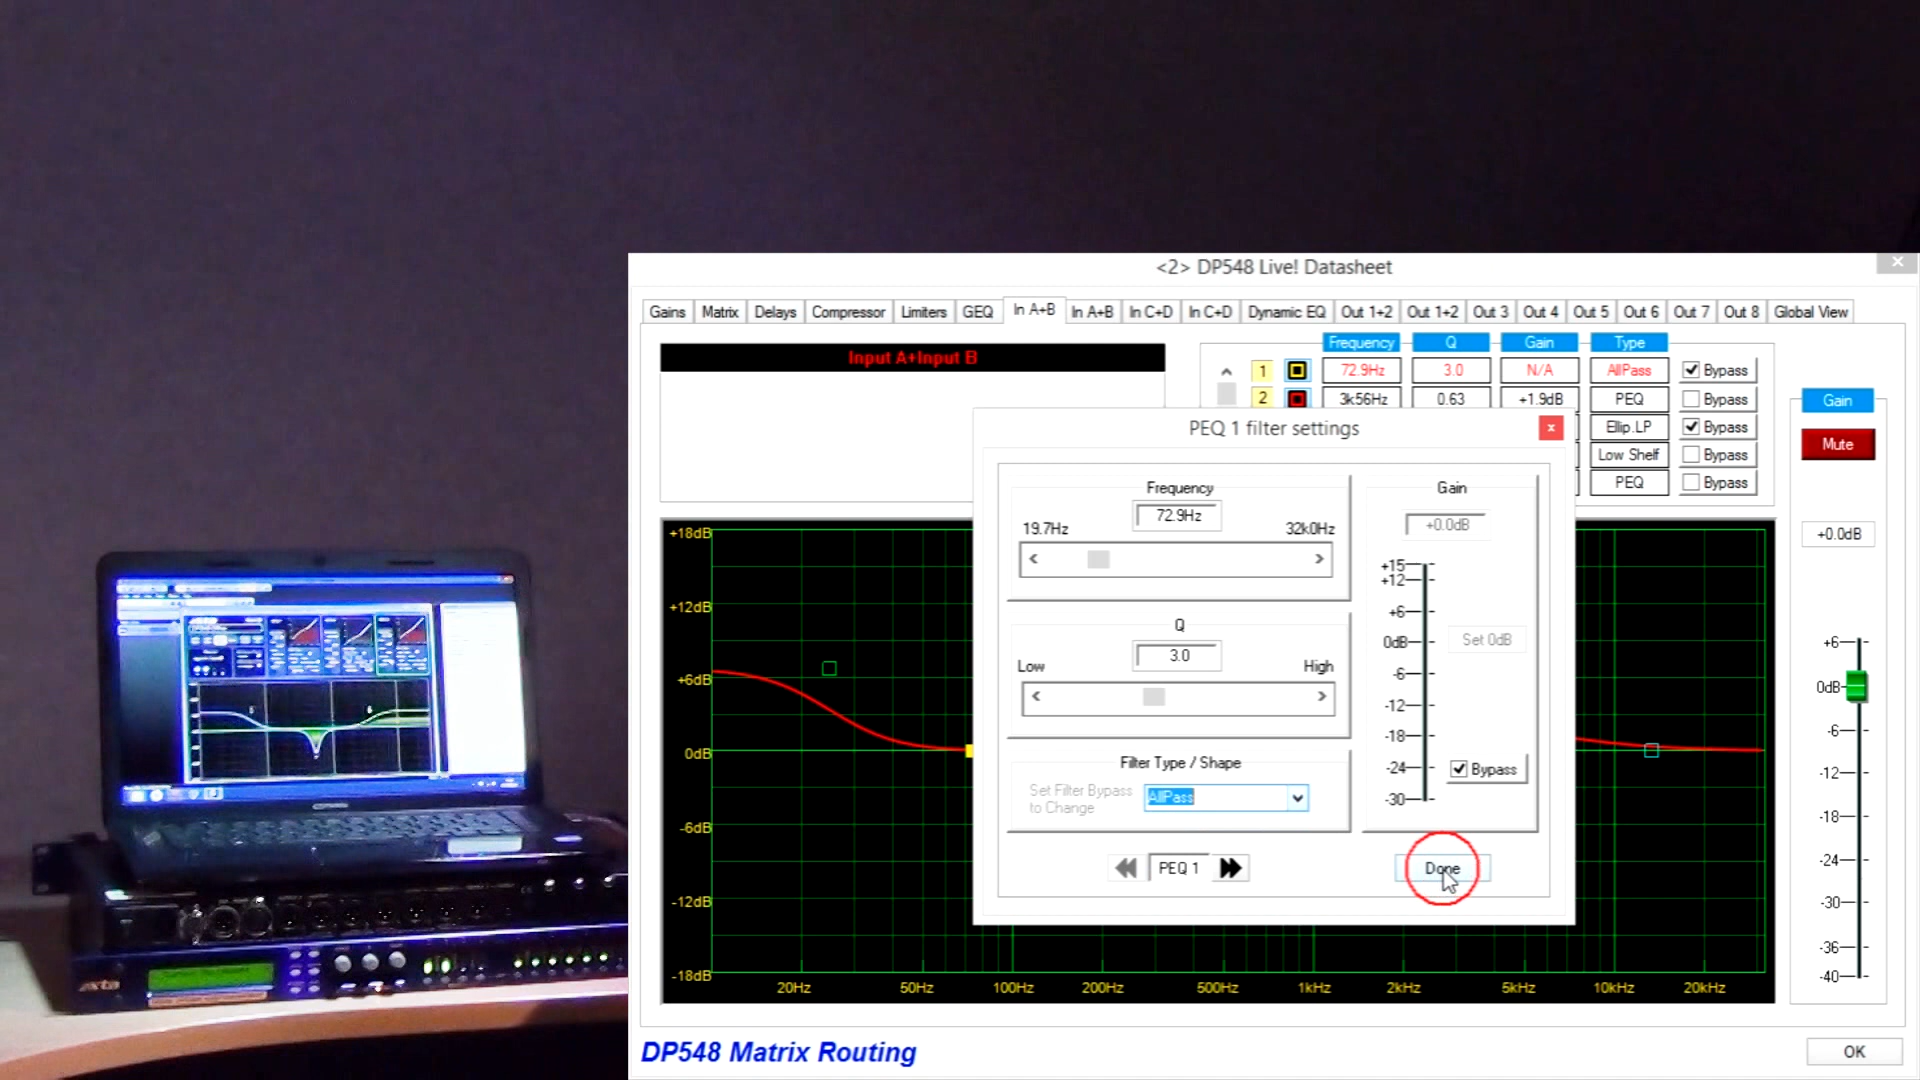 <2> DP548 Live! Datasheet
Gains Matrix Delays Compressor Limiters GEQ In A+B In A+B In C+D In C+D Dynamic EQ Out 1+2 Out 1+2 Out 3 Out 4 Out 5 Out 6 Out 7 Out 8 Global View
Input A+Input B
Frequency Q Gain Type
1 72.9Hz 3.0 N/A AllPass Bypass
2 3k56Hz 0.63 +1.9dB PEQ Bypass
Ellip.LP Bypass
Low Shelf Bypass
PEQ Bypass
Gain
Mute
+0.0dB
+6
0dB
-6
-12
-18
-24
-30
-36
-40
PEQ 1 filter settings
x
Frequency
72.9Hz
19.7Hz 32k0Hz
< >
Q
3.0
Low High
< >
Filter Type / Shape
Set Filter Bypass
to Change
AllPass
PEQ 1
Gain
+0.0dB
+15
+12
+6
0dB
-6
-12
-18
-24
-30
Set 0dB
Bypass
Done
+18dB
+12dB
+6dB
0dB
-6dB
-12dB
-18dB
20Hz 50Hz 100Hz 200Hz 500Hz 1kHz 2kHz 5kHz 10kHz 20kHz
DP548 Matrix Routing
OK